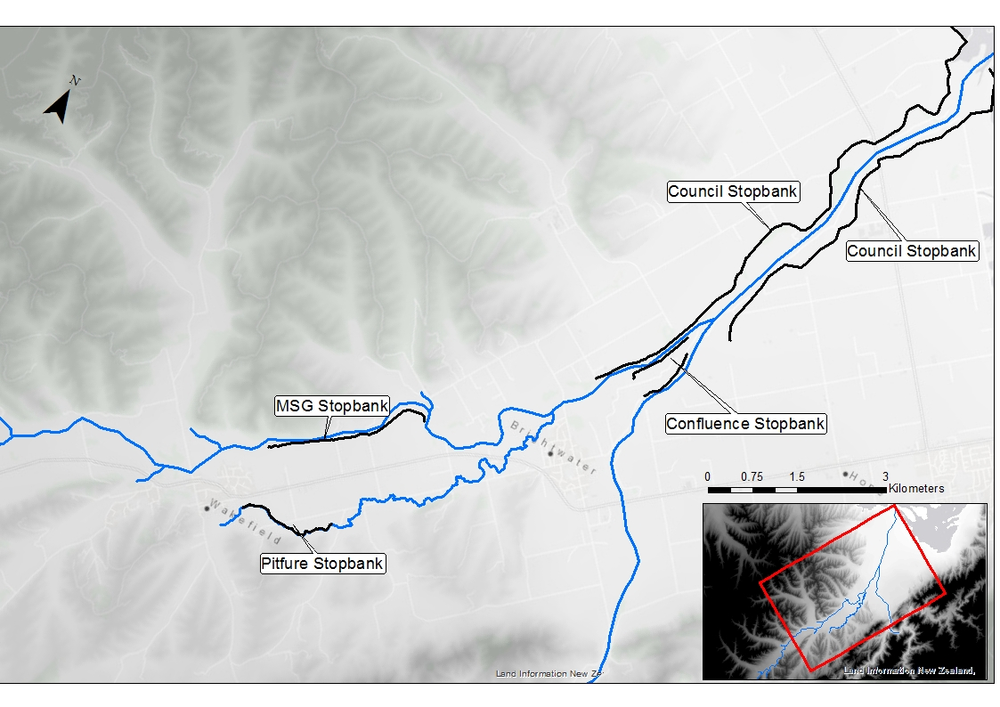 N
Council Stopbank
Council Stopbank
MSG Stopbank
Confluence Stopbank
Brightwater
0 0.75 1.5 3
Kilometers
Wakefield
Pitfure Stopbank
Land Information New Ze
Land Information New Zealand,